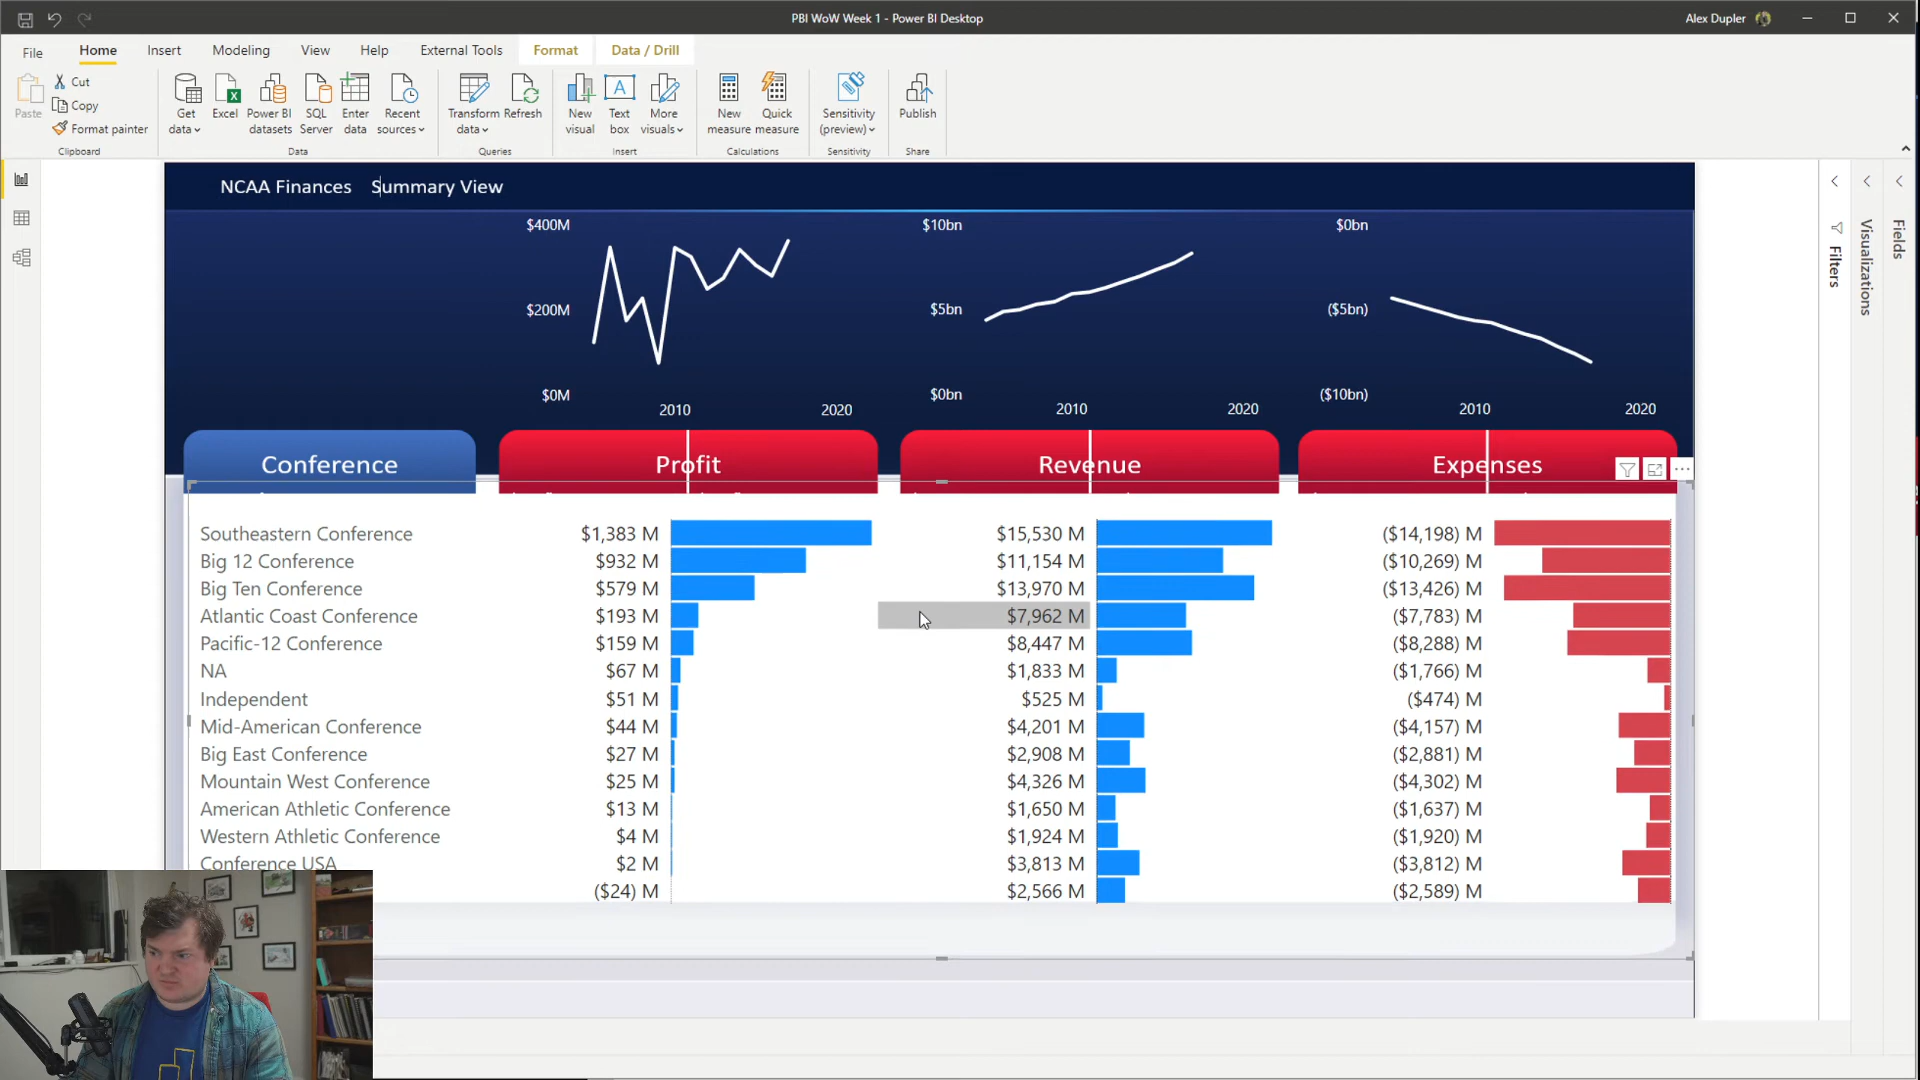 PBI WoW Week 1 - Power BI Desktop
Alex Dupler
File
Home
Insert
Modeling
View
Help
External Tools
Format
Data / Drill
Paste
Cut
Copy
Format painter
Clipboard
Get data
Excel
Power BI datasets
SQL Server
Enter data
Recent sources
Data
Transform data
Refresh
Queries
New visual
Text box
More visuals
Insert
New measure
Quick measure
Calculations
Sensitivity (preview)
Sensitivity
Publish
Share
NCAA Finances Summary View
$400M
$200M
$0M
2010 2020
$10bn
$5bn
$0bn
2010 2020
$0bn
($5bn)
($10bn)
2010 2020
Conference Profit Revenue Expenses
Southeastern Conference $1,383 M $15,530 M ($14,198) M
Big 12 Conference $932 M $11,154 M ($10,269) M
Big Ten Conference $579 M $13,970 M ($13,426) M
Atlantic Coast Conference $193 M $7,962 M ($7,783) M
Pacific-12 Conference $159 M $8,447 M ($8,288) M
NA $67 M $1,833 M ($1,766) M
Independent $51 M $525 M ($474) M
Mid-American Conference $44 M $4,201 M ($4,157) M
Big East Conference $27 M $2,908 M ($2,881) M
Mountain West Conference $25 M $4,326 M ($4,302) M
American Athletic Conference $13 M $1,650 M ($1,637) M
Western Athletic Conference $4 M $1,924 M ($1,920) M
Conference USA $2 M $3,813 M ($3,812) M
($24) M $2,566 M ($2,589) M
Filters
Visualizations
Fields